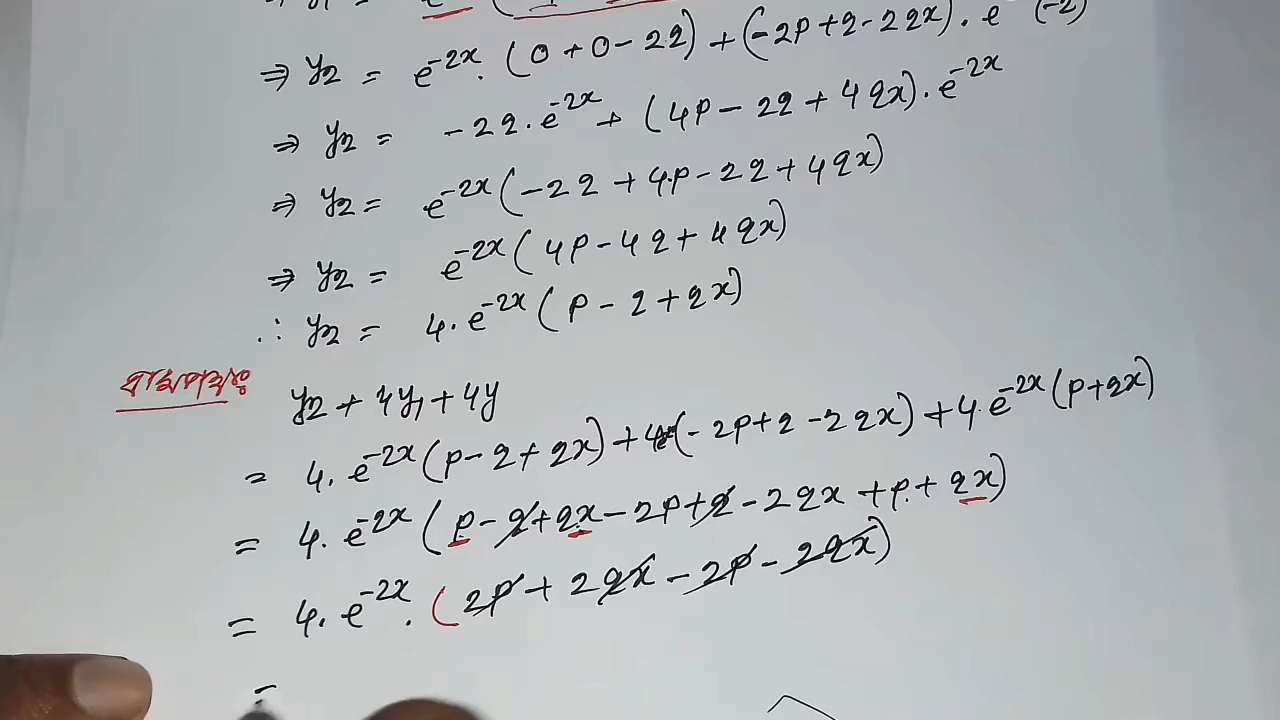 ⇒ y₂ = e⁻²ˣ. (0 + 0 - 2q) + (-2p + q - 2qx). e (-2)
⇒ y₂ = -2q. e⁻²ˣ + (4p - 2q + 4qx). e⁻²ˣ
⇒ y₂ = e⁻²ˣ (-2q + 4p - 2q + 4qx)
⇒ y₂ = e⁻²ˣ (4p - 4q + 4qx)
∴ y₂ = 4. e⁻²ˣ (p - q + qx)
বামপক্ষঃ y₂ + 4y₁ + 4y
= 4. e⁻²ˣ (p - q + qx) + 4e⁻²ˣ (-2p + q - 2qx) + 4. e⁻²ˣ (p + qx)
= 4. e⁻²ˣ (p - q + qx - 2p + q - 2qx + p + qx)
= 4. e⁻²ˣ. (2p + 2qx - 2p - 2qx)
=